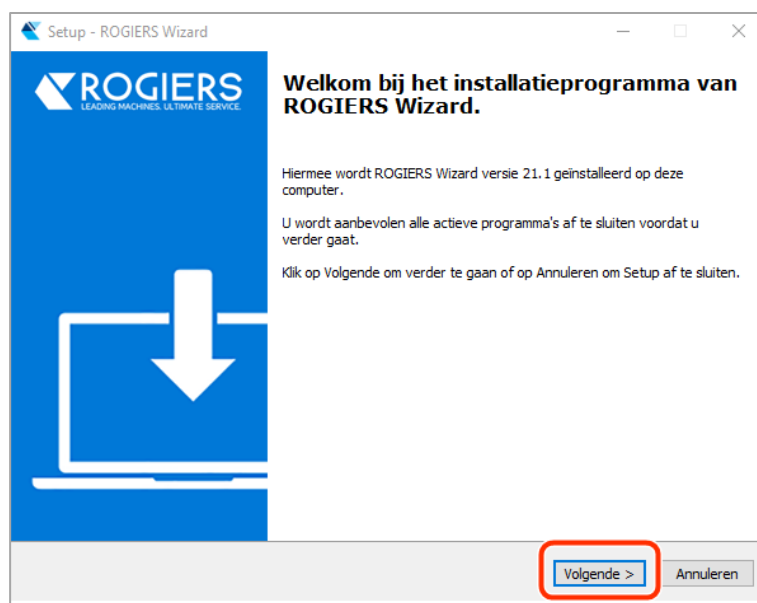 Setup - ROGIERS Wizard
ROGIERS
LEADING MACHINES. ULTIMATE SERVICE.
Welkom bij het installatieprogramma van
ROGIERS Wizard.
Hiermee wordt ROGIERS Wizard versie 21.1 geïnstalleerd op deze
computer.
U wordt aanbevolen alle actieve programma's af te sluiten voordat u
verder gaat.
Klik op Volgende om verder te gaan of op Annuleren om Setup af te sluiten.
Volgende >
Annuleren